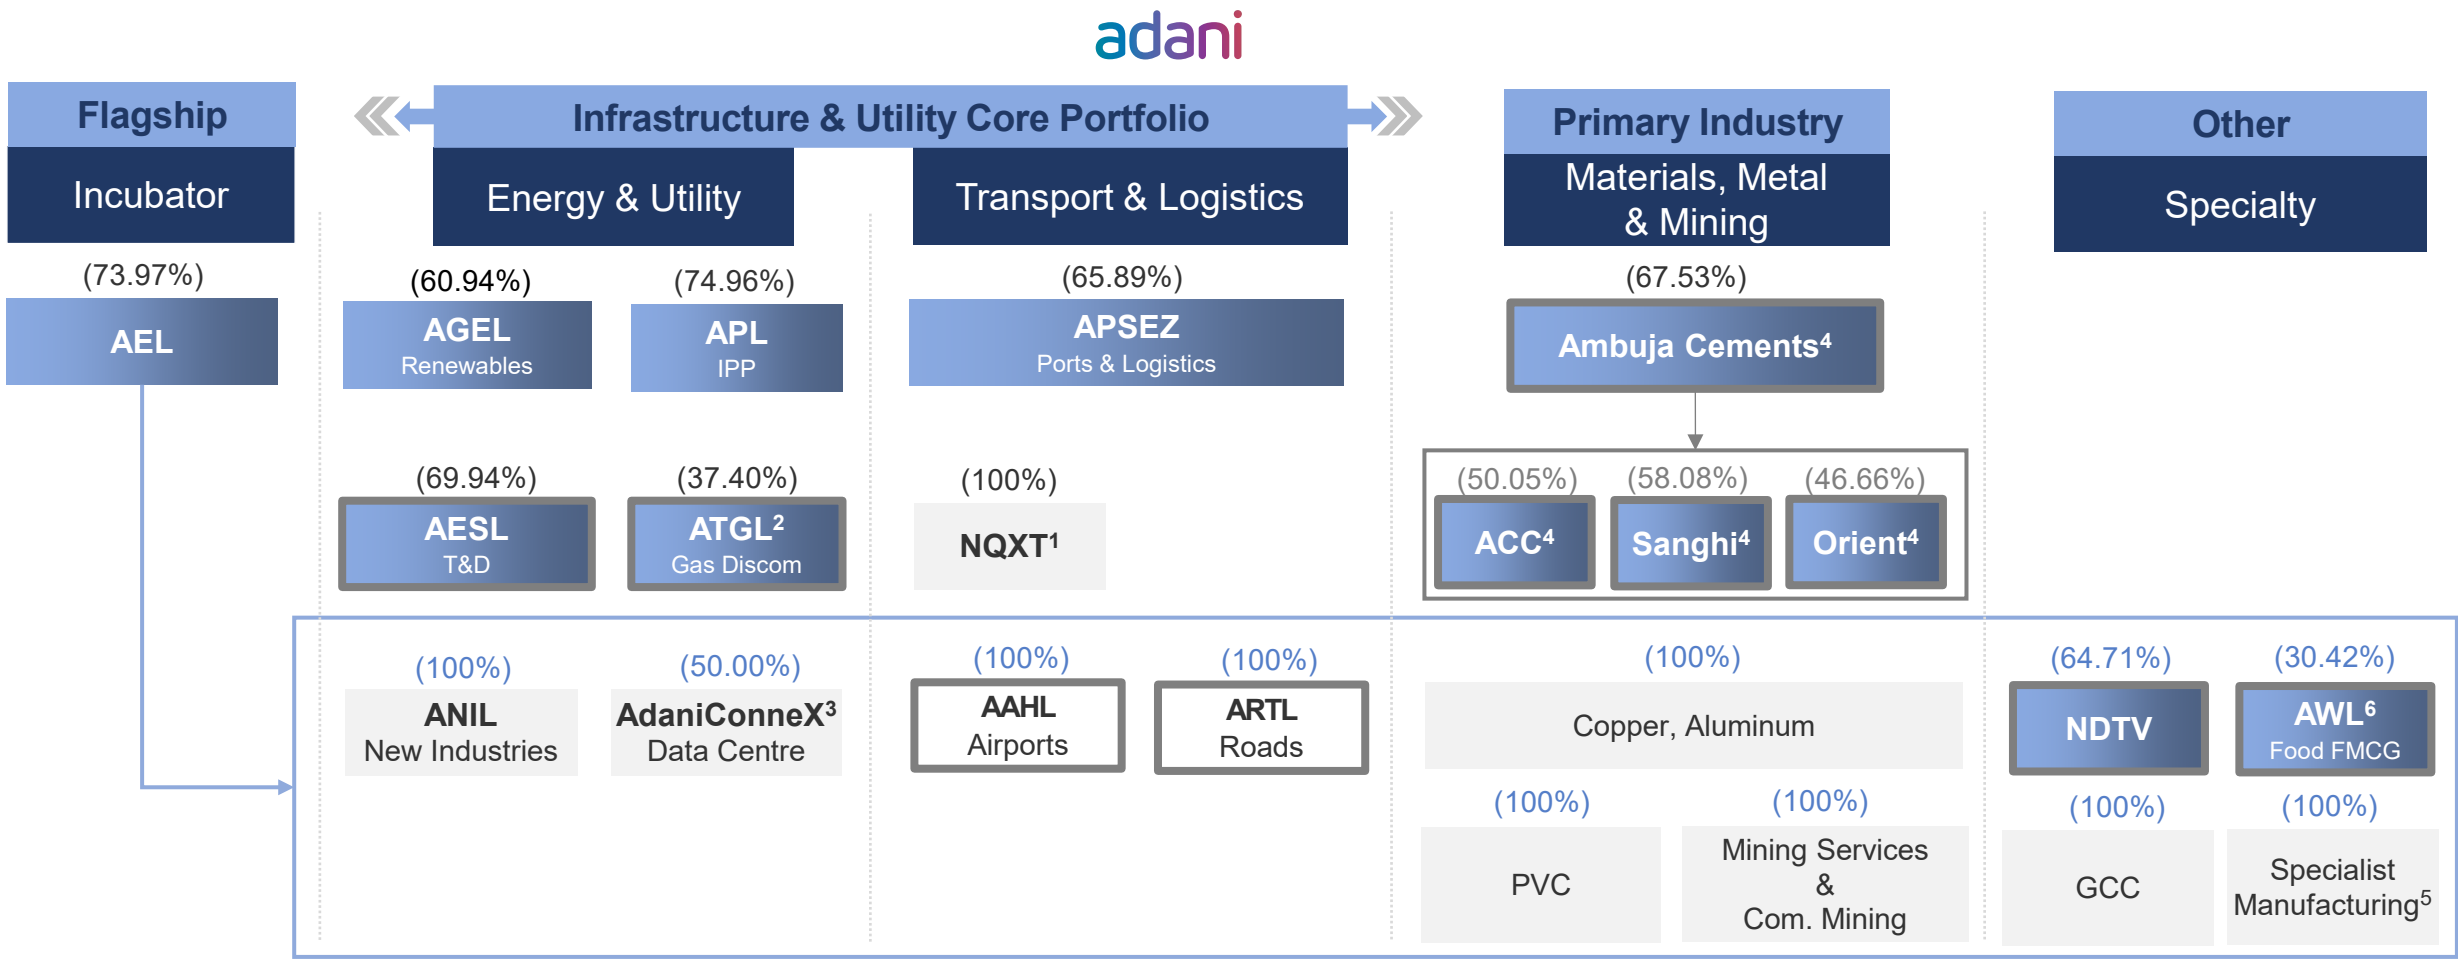 adani
Flagship
Infrastructure & Utility Core Portfolio
Primary Industry
Other
Incubator
Energy & Utility
Transport & Logistics
Materials, Metal
& Mining
Specialty
(73.97%)
AEL
(60.94%)
AGEL
Renewables
(74.96%)
APL
IPP
(65.89%)
APSEZ
Ports & Logistics
(67.53%)
Ambuja Cements⁴
(69.94%)
AESL
T&D
(37.40%)
ATGL²
Gas Discom
(100%)
NQXT¹
(50.05%)
ACC⁴
(58.08%)
Sanghi⁴
(46.66%)
Orient⁴
(100%)
ANIL
New Industries
(50.00%)
AdaniConneX³
Data Centre
(100%)
AAHL
Airports
(100%)
ARTL
Roads
(100%)
Copper, Aluminum
(100%)
PVC
(100%)
Mining Services
&
Com. Mining
(64.71%)
NDTV
(30.42%)
AWL⁶
Food FMCG
(100%)
GCC
(100%)
Specialist
Manufacturing⁵